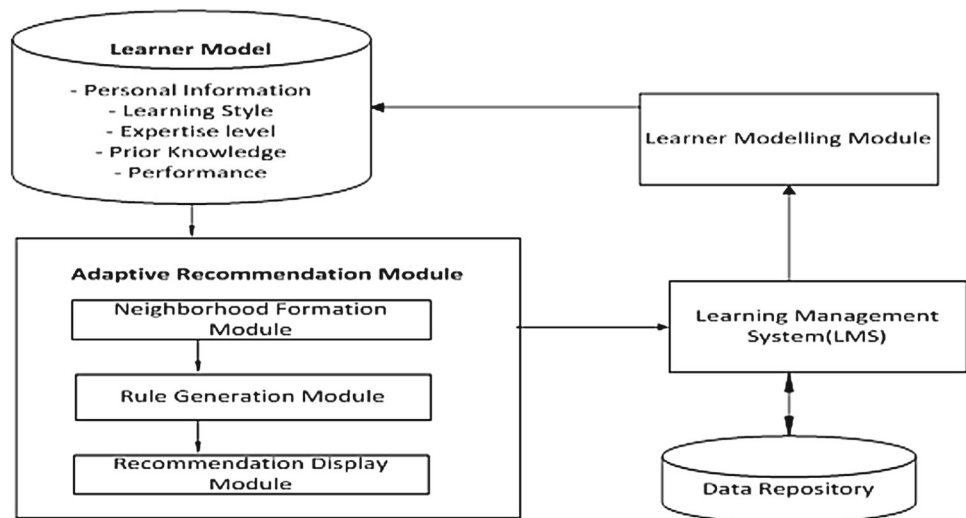 Learner Model
- Personal Information
- Learning Style
- Expertise level
- Prior Knowledge
- Performance
Learner Modelling Module
Adaptive Recommendation Module
Neighborhood Formation
Module
Rule Generation Module
Recommendation Display
Module
Learning Management
System(LMS)
Data Repository